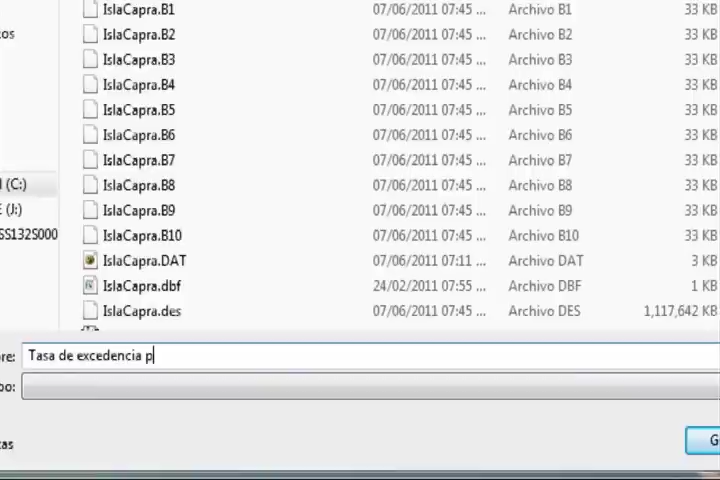 IslaCapra.B1 07/06/2011 07:45 ... Archivo B1 33 KB
os IslaCapra.B2 07/06/2011 07:45 ... Archivo B2 33 KB
IslaCapra.B3 07/06/2011 07:45 ... Archivo B3 33 KB
IslaCapra.B4 07/06/2011 07:45 ... Archivo B4 33 KB
IslaCapra.B5 07/06/2011 07:45 ... Archivo B5 33 KB
IslaCapra.B6 07/06/2011 07:45 ... Archivo B6 33 KB
IslaCapra.B7 07/06/2011 07:45 ... Archivo B7 33 KB
l (C:) IslaCapra.B8 07/06/2011 07:45 ... Archivo B8 33 KB
E (J:) IslaCapra.B9 07/06/2011 07:45 ... Archivo B9 33 KB
SS132S000 IslaCapra.B10 07/06/2011 07:45 ... Archivo B10 33 KB
IslaCapra.DAT 07/06/2011 07:11 ... Archivo DAT 3 KB
IslaCapra.dbf 24/02/2011 07:55 ... Archivo DBF 1 KB
IslaCapra.des 07/06/2011 07:45 ... Archivo DES 1,117,642 KB
re: Tasa de excedencia p
po:
G
tas